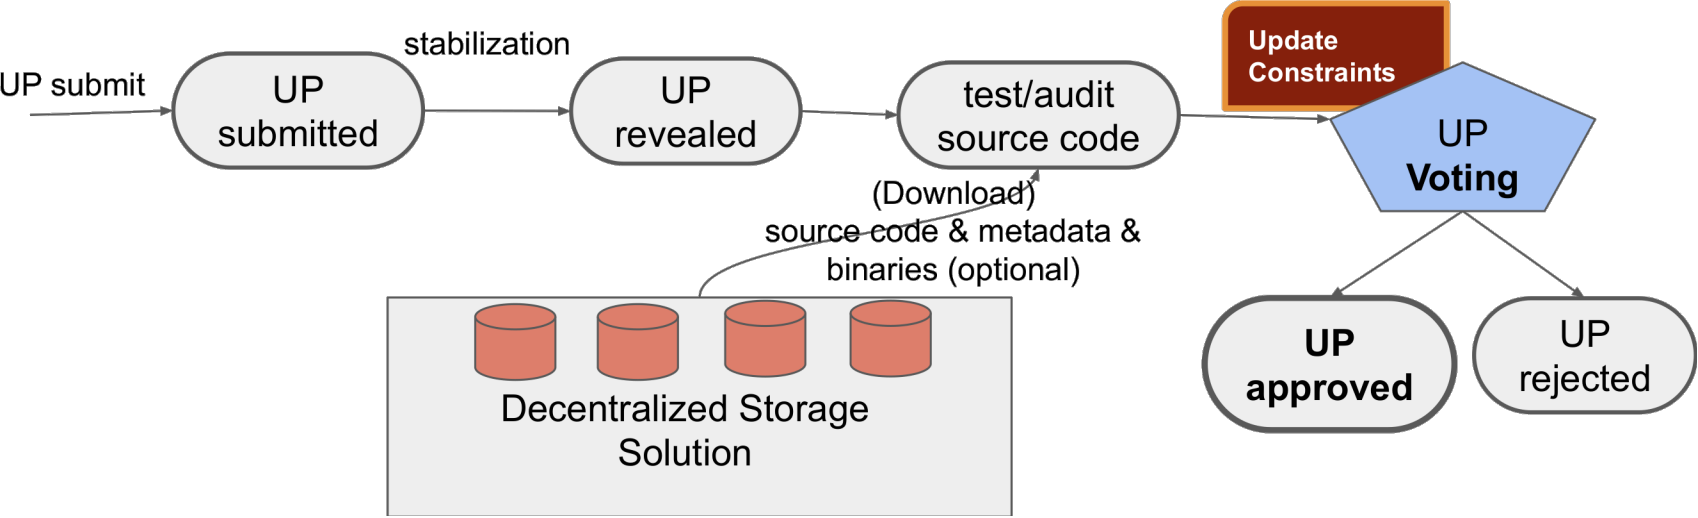 UP submit
UP
submitted
stabilization
UP
revealed
test/audit
source code
Update
Constraints
UP
Voting
(Download)
source code & metadata &
binaries (optional)
UP
approved
UP
rejected
Decentralized Storage
Solution